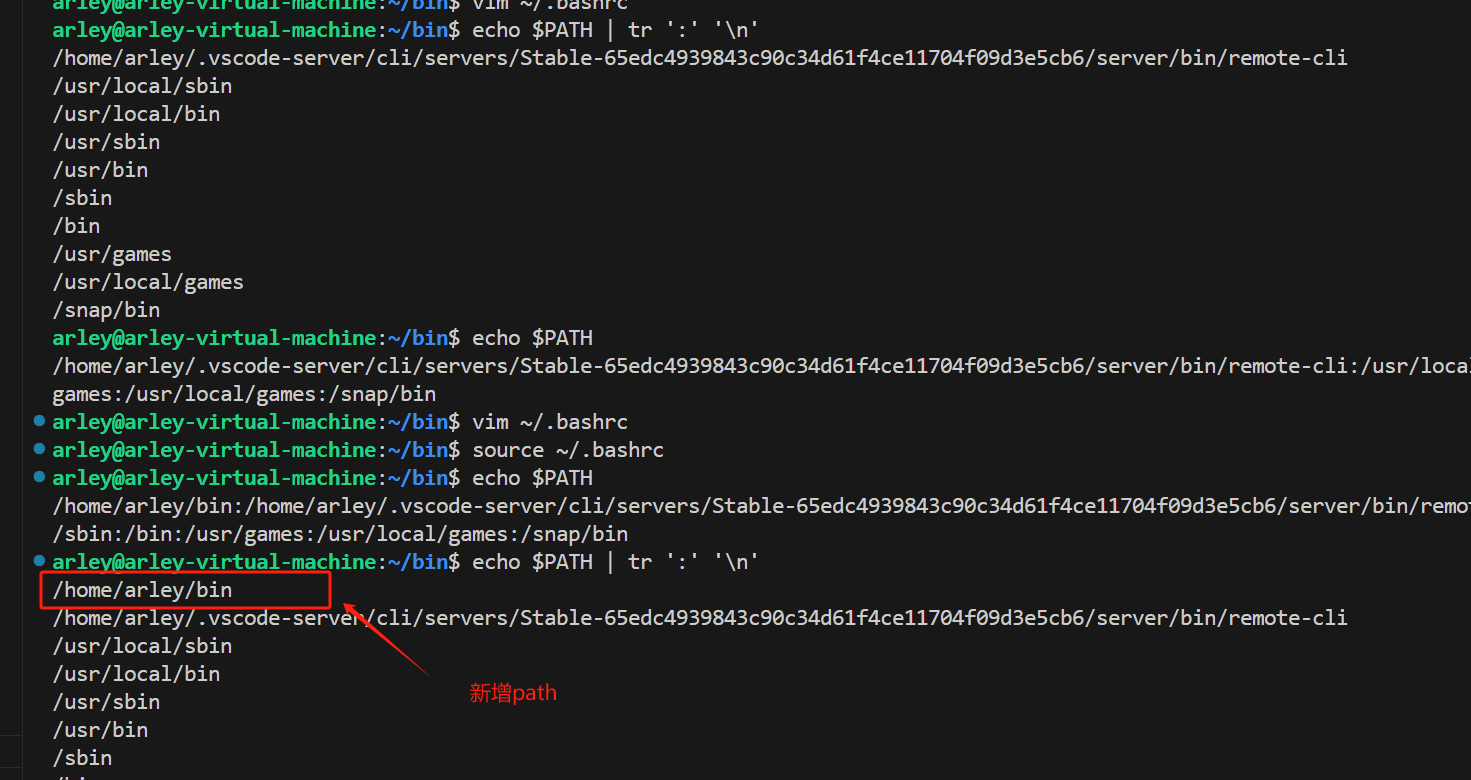 arley@arley-virtual-machine:~/bin$ vim ~/.bashrc
arley@arley-virtual-machine:~/bin$ echo $PATH | tr ':' '\n'
/home/arley/.vscode-server/cli/servers/Stable-65edc4939843c90c34d61f4ce11704f09d3e5cb6/server/bin/remote-cli
/usr/local/sbin
/usr/local/bin
/usr/sbin
/usr/bin
/sbin
/bin
/usr/games
/usr/local/games
/snap/bin
arley@arley-virtual-machine:~/bin$ echo $PATH
/home/arley/.vscode-server/cli/servers/Stable-65edc4939843c90c34d61f4ce11704f09d3e5cb6/server/bin/remote-cli:/usr/local
games:/usr/local/games:/snap/bin
arley@arley-virtual-machine:~/bin$ vim ~/.bashrc
arley@arley-virtual-machine:~/bin$ source ~/.bashrc
arley@arley-virtual-machine:~/bin$ echo $PATH
/home/arley/bin:/home/arley/.vscode-server/cli/servers/Stable-65edc4939843c90c34d61f4ce11704f09d3e5cb6/server/bin/remot
/sbin:/bin:/usr/games:/usr/local/games:/snap/bin
arley@arley-virtual-machine:~/bin$ echo $PATH | tr ':' '\n'
/home/arley/bin
/home/arley/.vscode-server/cli/servers/Stable-65edc4939843c90c34d61f4ce11704f09d3e5cb6/server/bin/remote-cli
/usr/local/sbin
/usr/local/bin
新增path
/usr/sbin
/usr/bin
/sbin